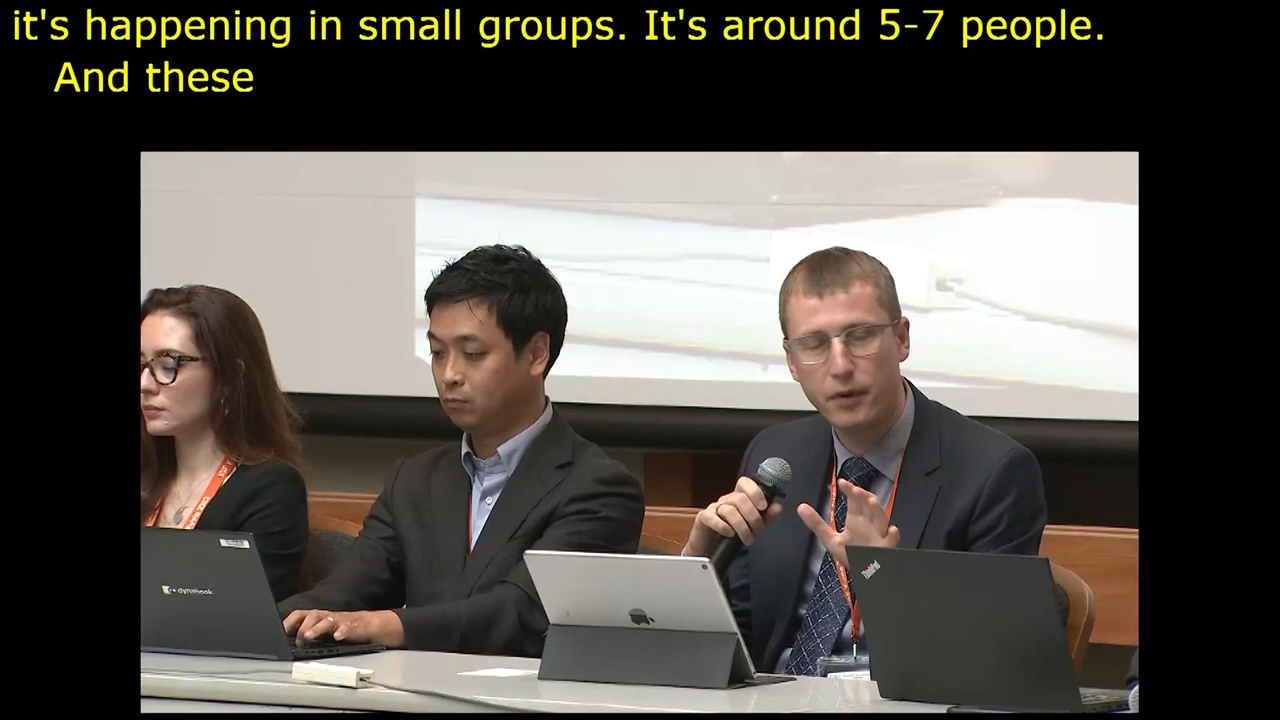 it's happening in small groups. It's around 5-7 people.
And these
dynabook
ThinkPad